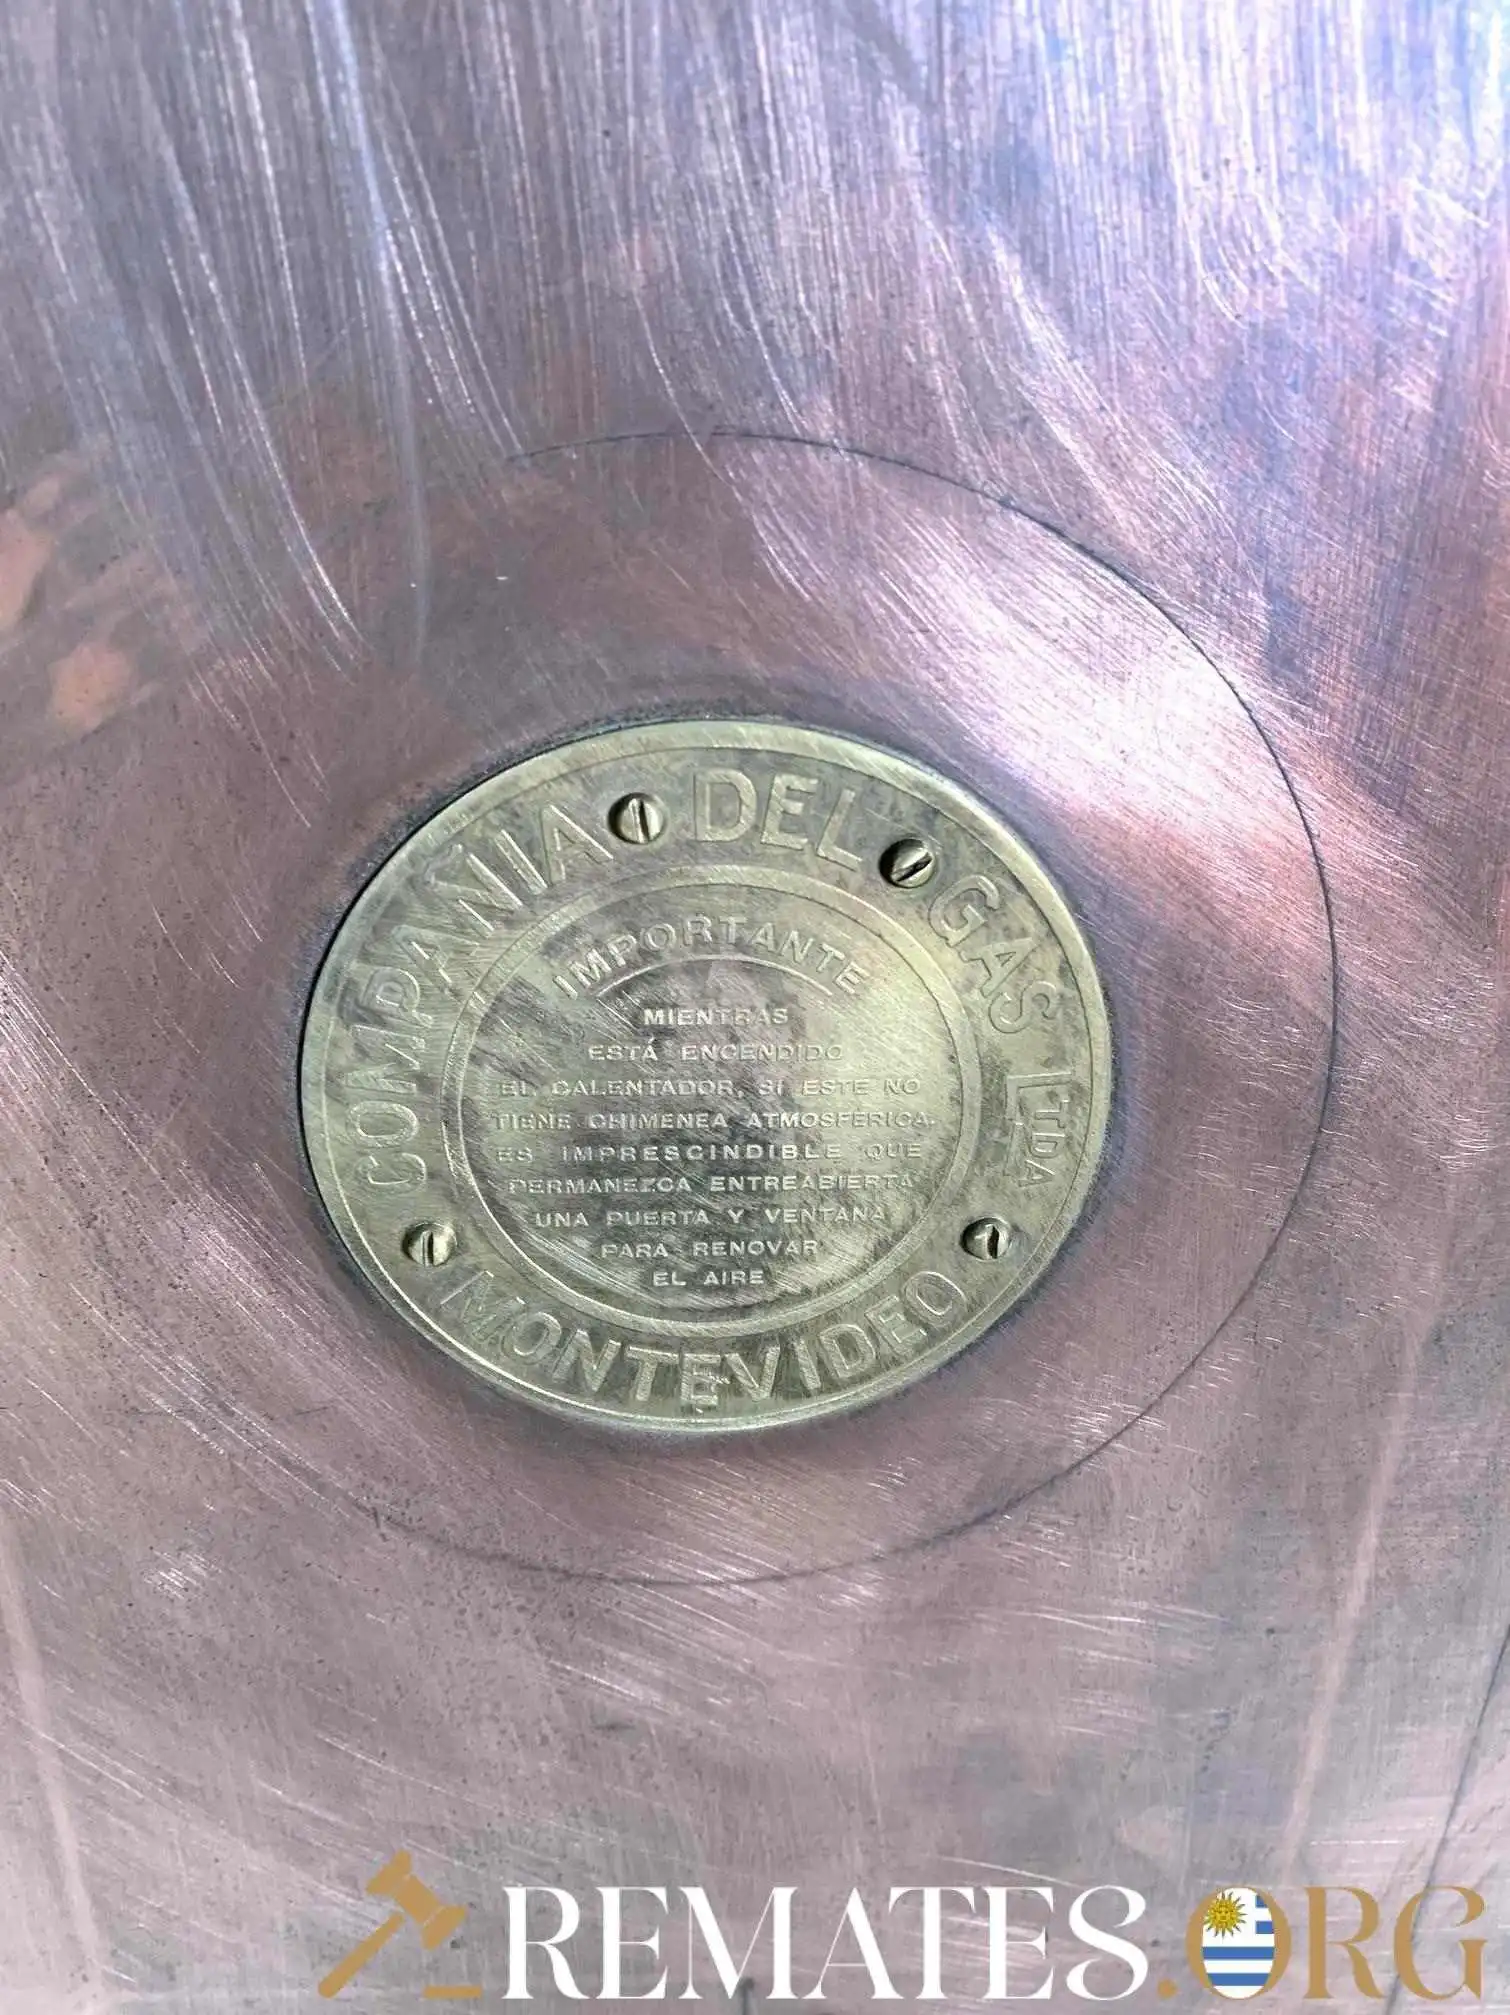 COMPAÑIA DEL GAS LTDA
IMPORTANTE
MIENTRAS
ESTÁ ENCENDIDO
EL CALENTADOR, SI ESTE NO
TIENE CHIMENEA ATMOSFERICA.
ES IMPRESCINDIBLE QUE
PERMANEZCA ENTREABIERTA
UNA PUERTA Y VENTANA
PARA RENOVAR
EL AIRE
MONTEVIDEO
REMATES.ORG